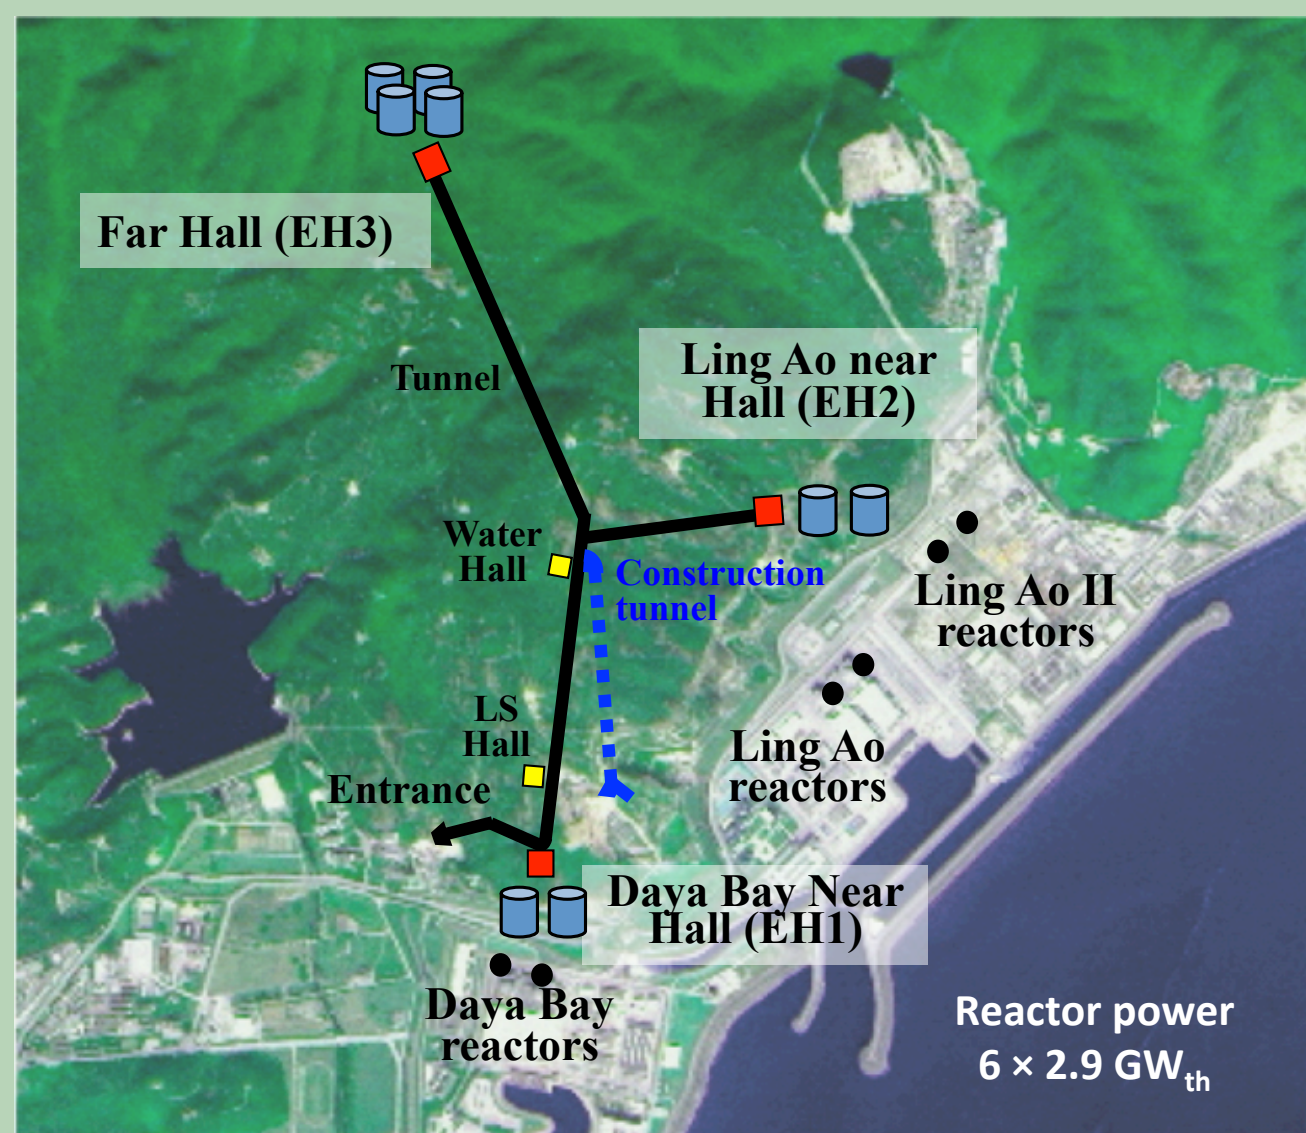 Far Hall (EH3)
Ling Ao near
Hall (EH2)
Tunnel
Water
Hall
Construction
tunnel
Ling Ao II
reactors
LS
Hall
Ling Ao
reactors
Entrance
Daya Bay Near
Hall (EH1)
Daya Bay
reactors
Reactor power
6 × 2.9 GWth